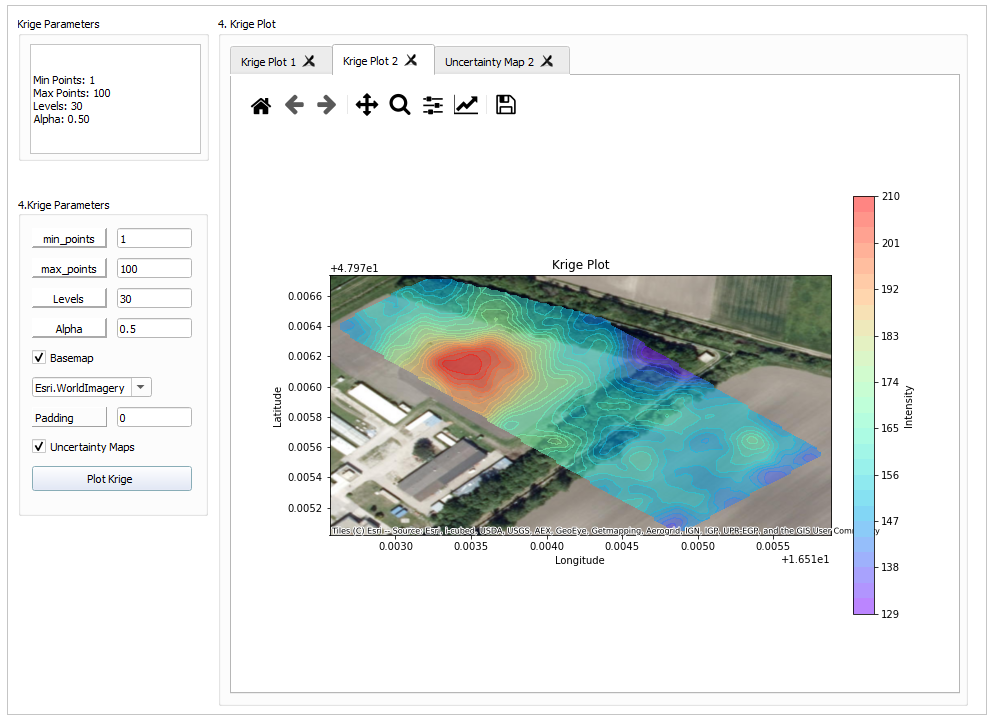 Krige Parameters
Min Points: 1
Max Points: 100
Levels: 30
Alpha: 0.50
4.Krige Parameters
min_points 1
max_points 100
Levels 30
Alpha 0.5
Basemap
Esri.WorldImagery
Padding 0
Uncertainty Maps
Plot Krige
4. Krige Plot
Krige Plot 1 Krige Plot 2 Uncertainty Map 2
+4.797e1
Krige Plot
0.0066
0.0064
0.0062
0.0060
0.0058
0.0056
0.0054
0.0052
Latitude
Tiles (C) Esri -- Source: Esri, i-cubed, USDA, USGS, AEX, GeoEye, Getmapping, Aerogrid, IGN, IGP, UPR-EGP, and the GIS User
0.0030 0.0035 0.0040 0.0045 0.0050 0.0055
Longitude
+1.651e1
210
201
192
183
174
165
156
147
138
129
Intensity